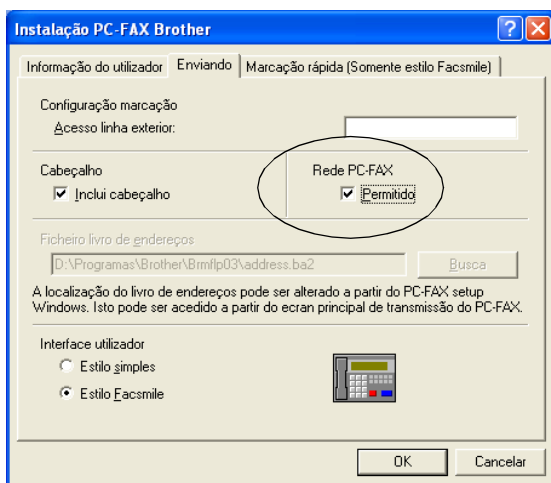 Instalação PC-FAX Brother
Informação do utilizador Enviando Marcação rápida (Somente estilo Facsmile)
Configuração marcação
Acesso linha exterior:
Cabeçalho Rede PC-FAX
Inclui cabeçalho Permitido
Ficheiro livro de endereços
D:\Programas\Brother\Brmflp03\address.ba2 Busca
A localização do livro de endereços pode ser alterado a partir do PC-FAX setup
Windows. Isto pode ser acedido a partir do ecran principal de transmissão do PC-FAX.
Interface utilizador
Estilo simples
Estilo Facsmile
OK Cancelar